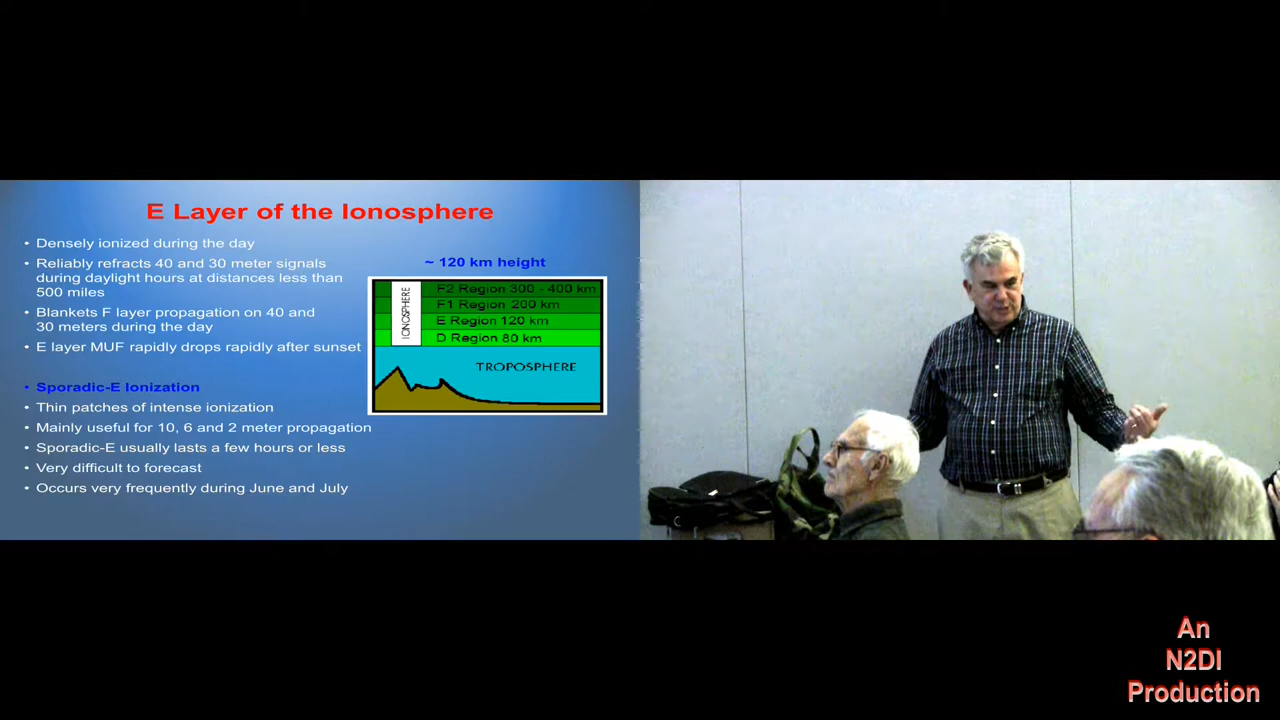 E Layer of the Ionosphere
• Densely ionized during the day
• Reliably refracts 40 and 30 meter signals
during daylight hours at distances less than
500 miles
• Blankets F layer propagation on 40 and
30 meters during the day
• E layer MUF rapidly drops rapidly after sunset
• Sporadic-E Ionization
• Thin patches of intense ionization
• Mainly useful for 10, 6 and 2 meter propagation
• Sporadic-E usually lasts a few hours or less
• Very difficult to forecast
• Occurs very frequently during June and July
~ 120 km height
IONOSPHERE
F2 Region 300 - 400 km
F1 Region 200 km
E Region 120 km
D Region 80 km
TROPOSPHERE
An
N2DI
Production